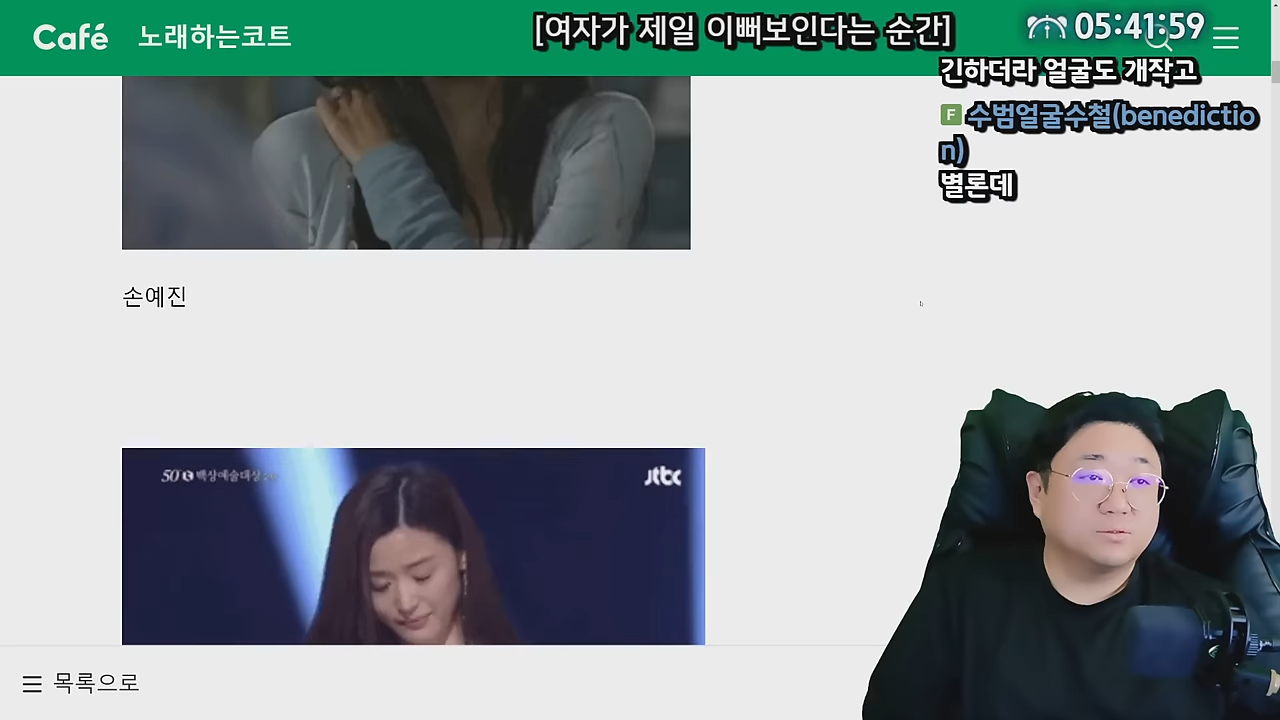 Café 노래하는코트
[여자가 제일 이뻐보인다는 순간]
05:41:59
긴하더라 얼굴도 개작고
F 수범얼굴수철(benedictio
n)
별론데
손예진
50 백상예술대상
jtbc
목록으로